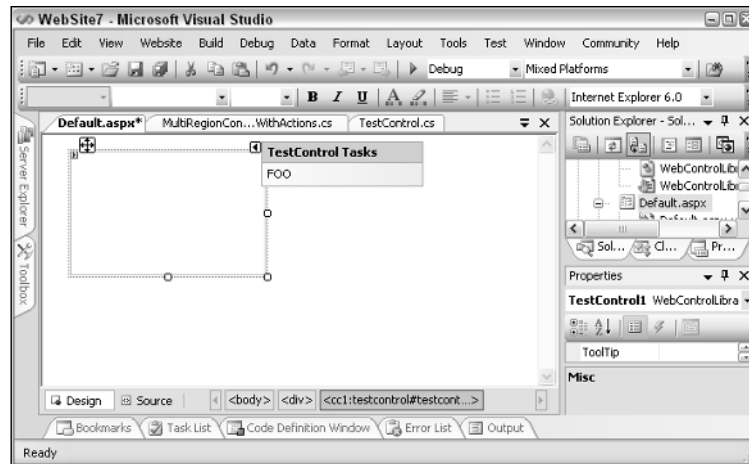 WebSite7 - Microsoft Visual Studio
File Edit View Website Build Debug Data Format Layout Tools Test Window Community Help
Debug Mixed Platforms
B I U A Internet Explorer 6.0
Default.aspx* MultiRegionCon...WithActions.cs TestControl.cs
Solution Explorer - Sol...
Server Explorer
Toolbox
TestControl Tasks
FOO
WebControlLib
WebControlLib
Default.aspx
Sol... Cl... Pr...
Properties
TestControl1 WebControlLibra
ToolTip
Misc
Design Source <body> <div> <cc1:testcontrol#testcont...>
Bookmarks Task List Code Definition Window Error List Output
Ready